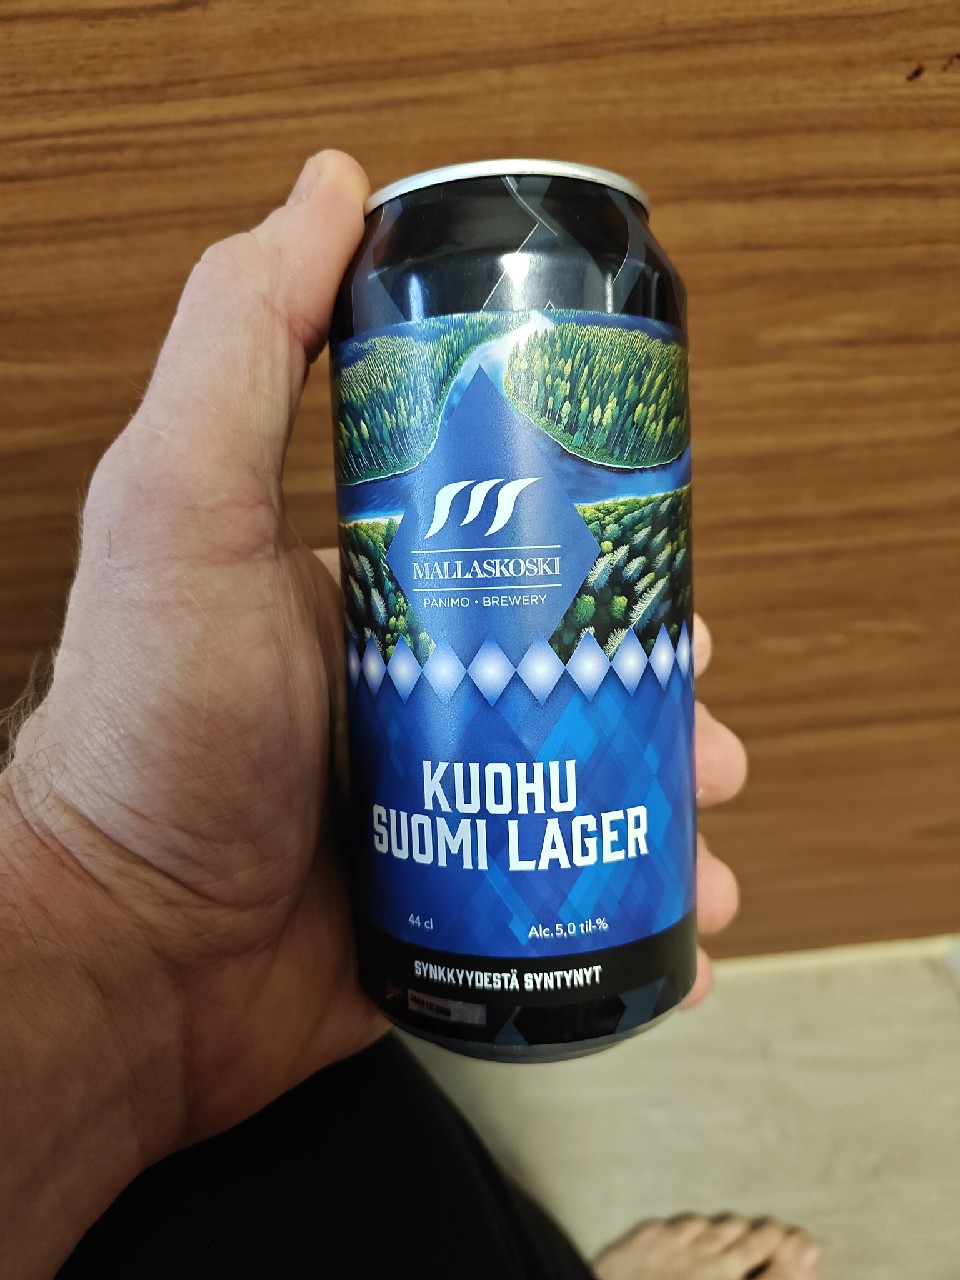 MALLASKOSKI
PANIMO • BREWERY
KUOHU
SUOMI LAGER
44 cl
Alc. 5,0 til-%
SYNKKYYDESTÄ SYNTYNYT